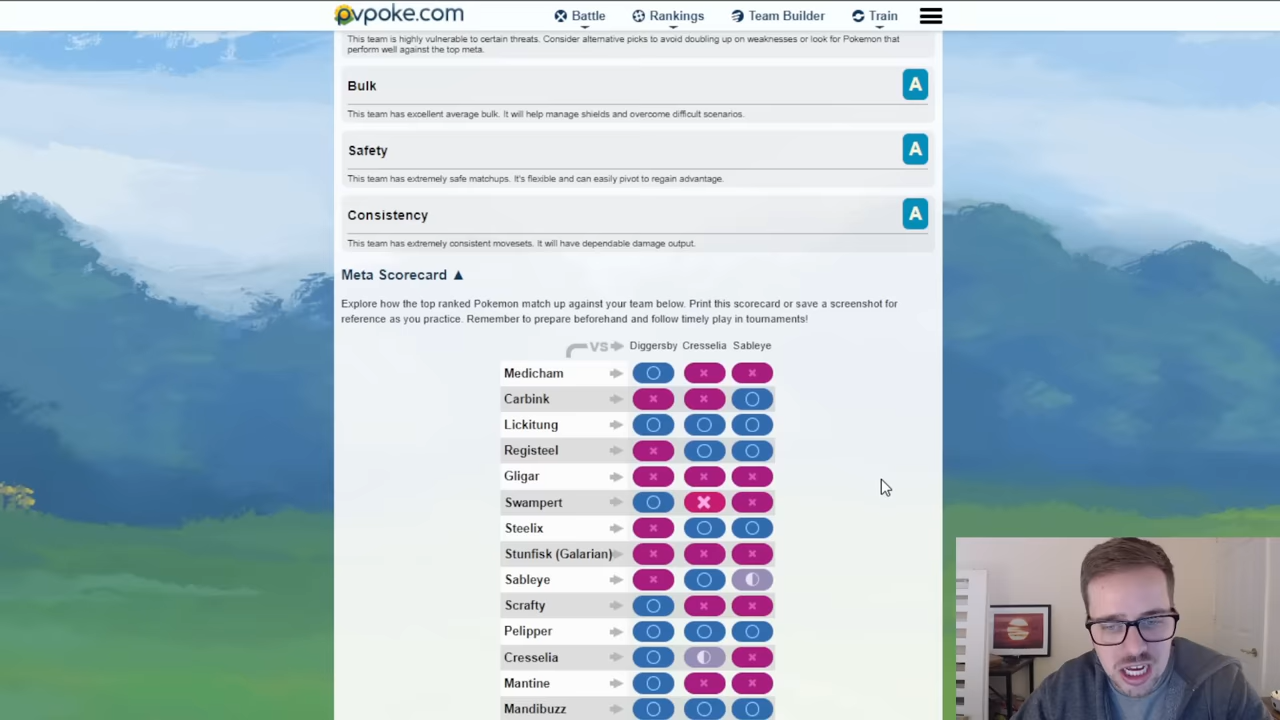 pvpoke.com
Battle
Rankings
Team Builder
Train
This team is highly vulnerable to certain threats. Consider alternative picks to avoid doubling up on weaknesses or look for Pokemon that
perform well against the top meta.
Bulk
A
This team has excellent average bulk. It will help manage shields and overcome difficult scenarios.
Safety
A
This team has extremely safe matchups. It's flexible and can easily pivot to regain advantage.
Consistency
A
This team has extremely consistent movesets. It will have dependable damage output.
Meta Scorecard ▲
Explore how the top ranked Pokemon match up against your team below. Print this scorecard or save a screenshot for
reference as you practice. Remember to prepare beforehand and follow timely play in tournaments!
VS Diggersby Cresselia Sableye
Medicham
Carbink
Lickitung
Registeel
Gligar
Swampert
Steelix
Stunfisk (Galarian)
Sableye
Scrafty
Pelipper
Cresselia
Mantine
Mandibuzz